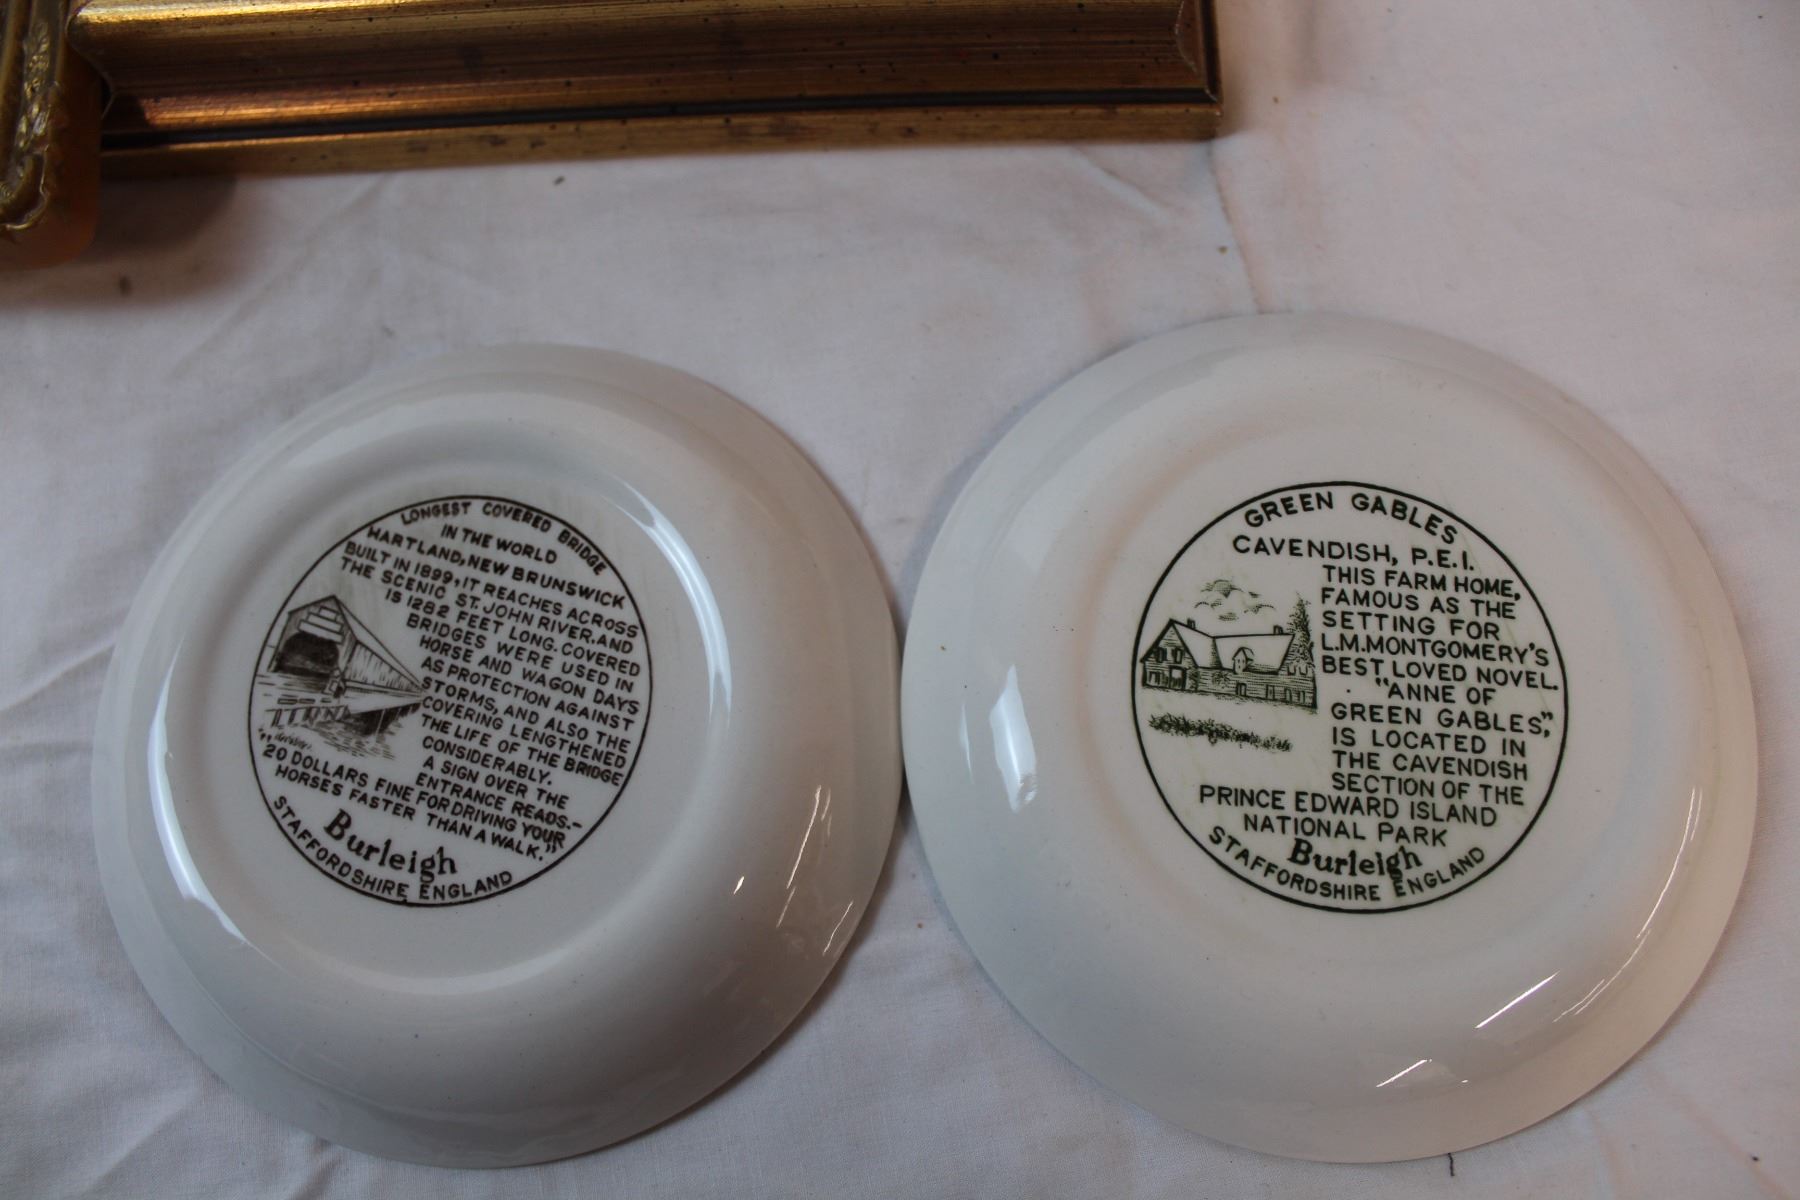 LONGEST COVERED BRIDGE
IN THE WORLD
HARTLAND, NEW BRUNSWICK
BUILT IN 1899, IT REACHES ACROSS
THE SCENIC ST. JOHN RIVER. AND
IS 1282 FEET LONG. COVERED
BRIDGES WERE USED IN
HORSE AND WAGON DAYS
AS PROTECTION AGAINST
STORMS, AND ALSO THE
COVERING LENGTHENED
THE LIFE OF THE BRIDGE
CONSIDERABLY.
A SIGN OVER THE
ENTRANCE READS.-
"20 DOLLARS FINE FOR DRIVING YOUR
HORSES FASTER THAN A WALK."
Burleigh
STAFFORDSHIRE, ENGLAND
GREEN GABLES
CAVENDISH, P.E.I.
THIS FARM HOME,
FAMOUS AS THE
SETTING FOR
L.M.MONTGOMERY'S
BEST LOVED NOVEL.
"ANNE OF
GREEN GABLES,"
IS LOCATED IN
THE CAVENDISH
SECTION OF THE
PRINCE EDWARD ISLAND
NATIONAL PARK
Burleigh
STAFFORDSHIRE ENGLAND